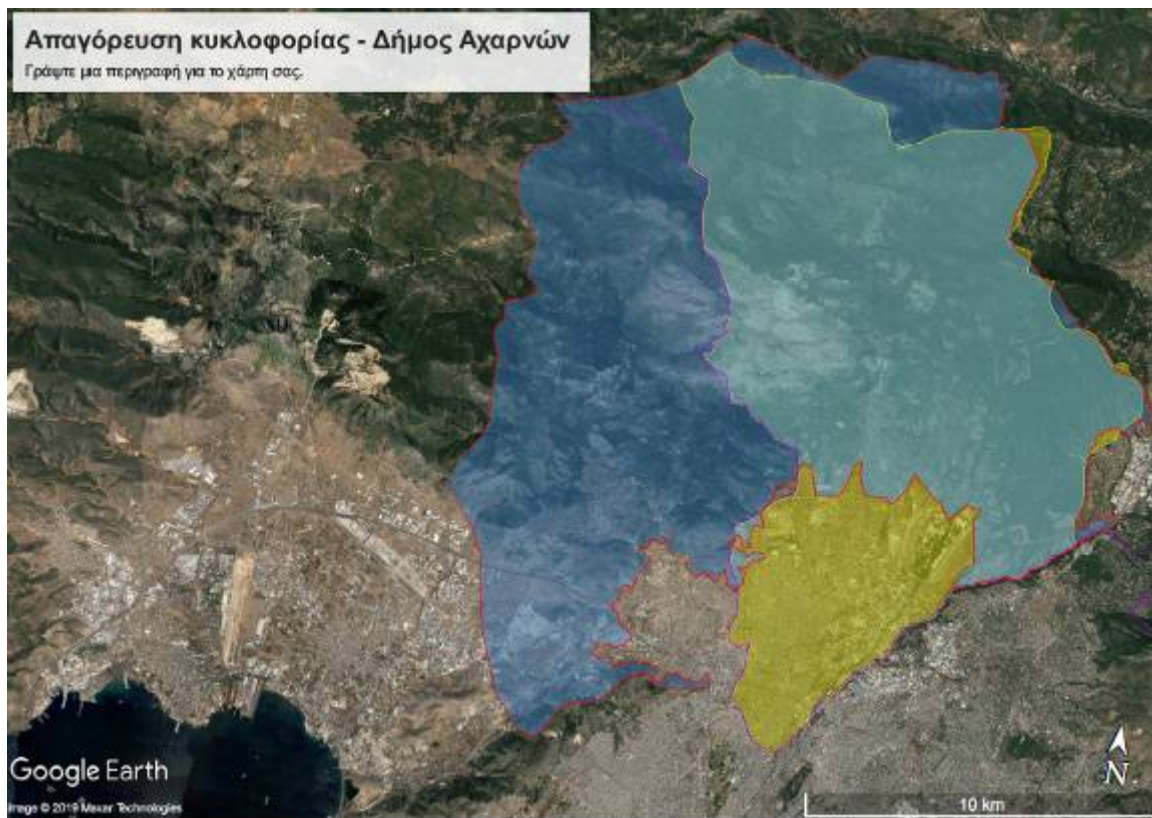 Απαγόρευση κυκλοφορίας - Δήμος Αχαρνών
Γράψτε μια περιγραφή για το χάρτη σας.
Google Earth
Image © 2019 Maxar Technologies
N
10 km